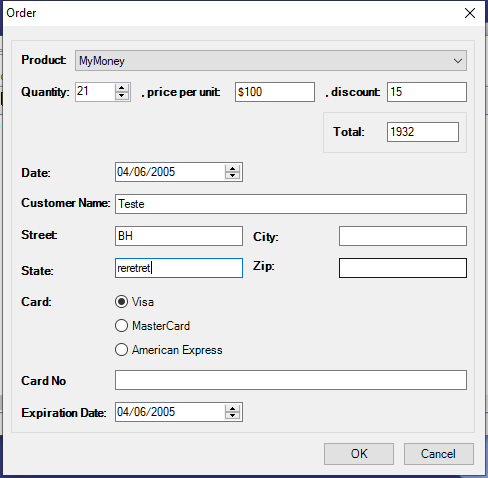 Order
Product: MyMoney
Quantity: 21 , price per unit: $100 , discount: 15
Total: 1932
Date: 04/06/2005
Customer Name: Teste
Street: BH City:
State: reretret Zip:
Card: Visa
MasterCard
American Express
Card No
Expiration Date: 04/06/2005
OK Cancel